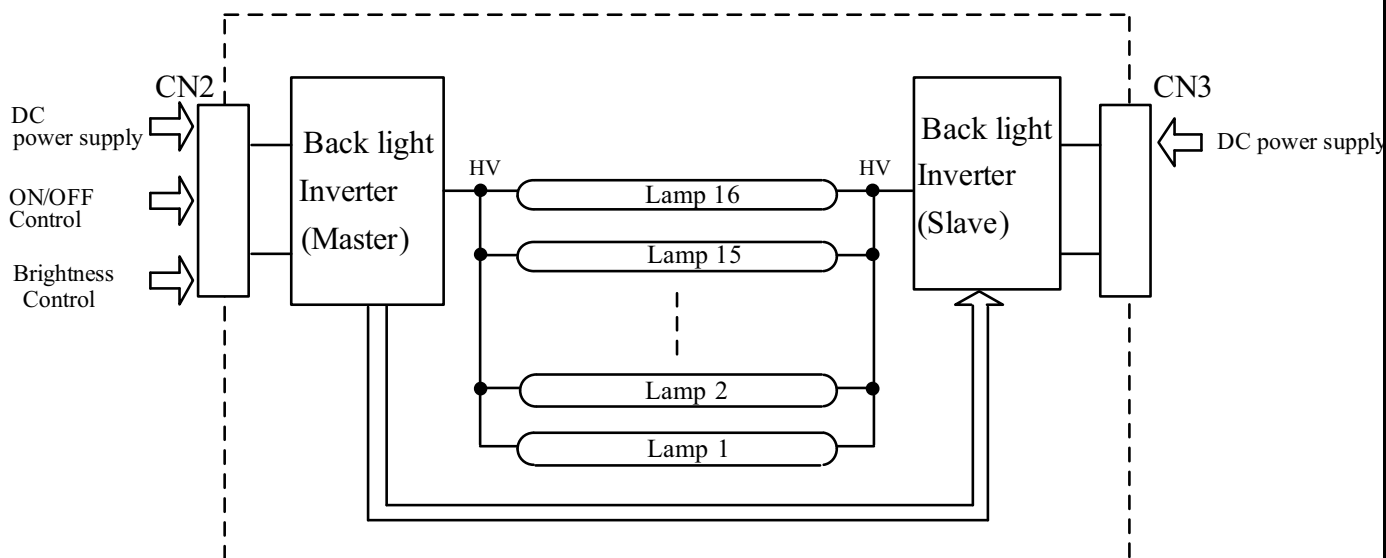 CN2
DC
power supply
ON/OFF
Control
Brightness
Control
Back light
Inverter
(Master)
HV
Lamp 16
Lamp 15
Lamp 2
Lamp 1
HV
Back light
Inverter
(Slave)
CN3
DC power supply